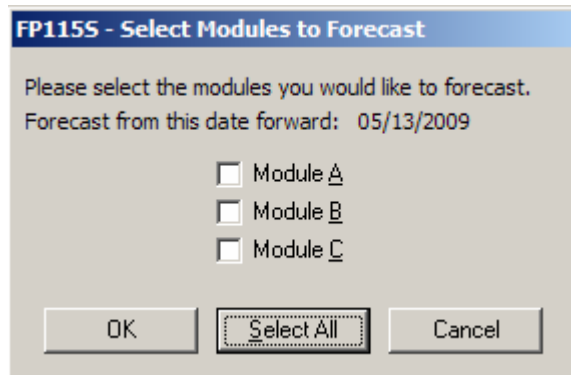 FP115S - Select Modules to Forecast
Please select the modules you would like to forecast.
Forecast from this date forward: 05/13/2009
Module A
Module B
Module C
OK Select All Cancel